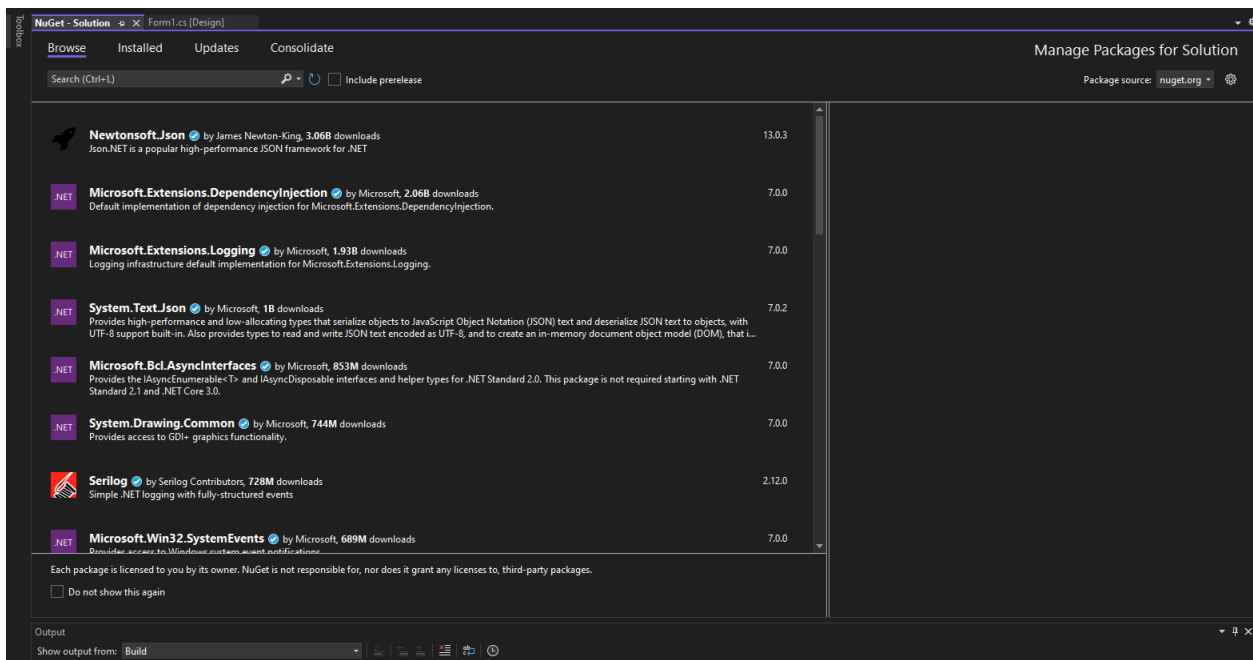 Toolbox
NuGet - Solution
Form1.cs [Design]
Browse Installed Updates Consolidate
Manage Packages for Solution
Search (Ctrl+L)
Include prerelease
Package source: nuget.org
Newtonsoft.Json by James Newton-King, 3.06B downloads
13.0.3
Json.NET is a popular high-performance JSON framework for .NET
.NET
Microsoft.Extensions.DependencyInjection by Microsoft, 2.06B downloads
7.0.0
Default implementation of dependency injection for Microsoft.Extensions.DependencyInjection.
.NET
Microsoft.Extensions.Logging by Microsoft, 1.93B downloads
7.0.0
Logging infrastructure default implementation for Microsoft.Extensions.Logging.
.NET
System.Text.Json by Microsoft, 1B downloads
7.0.2
Provides high-performance and low-allocating types that serialize objects to JavaScript Object Notation (JSON) text and deserialize JSON text to objects, with
UTF-8 support built-in. Also provides types to read and write JSON text encoded as UTF-8, and to create an in-memory document object model (DOM), that i...
.NET
Microsoft.Bcl.AsyncInterfaces by Microsoft, 853M downloads
7.0.0
Provides the IAsyncEnumerable<T> and IAsyncDisposable interfaces and helper types for .NET Standard 2.0. This package is not required starting with .NET
Standard 2.1 and .NET Core 3.0.
.NET
System.Drawing.Common by Microsoft, 744M downloads
7.0.0
Provides access to GDI+ graphics functionality.
Serilog by Serilog Contributors, 728M downloads
2.12.0
Simple .NET logging with fully-structured events
.NET
Microsoft.Win32.SystemEvents by Microsoft, 689M downloads
7.0.0
Provides access to Windows system event notifications.
Each package is licensed to you by its owner. NuGet is not responsible for, nor does it grant any licenses to, third-party packages.
Do not show this again
Output
Show output from: Build